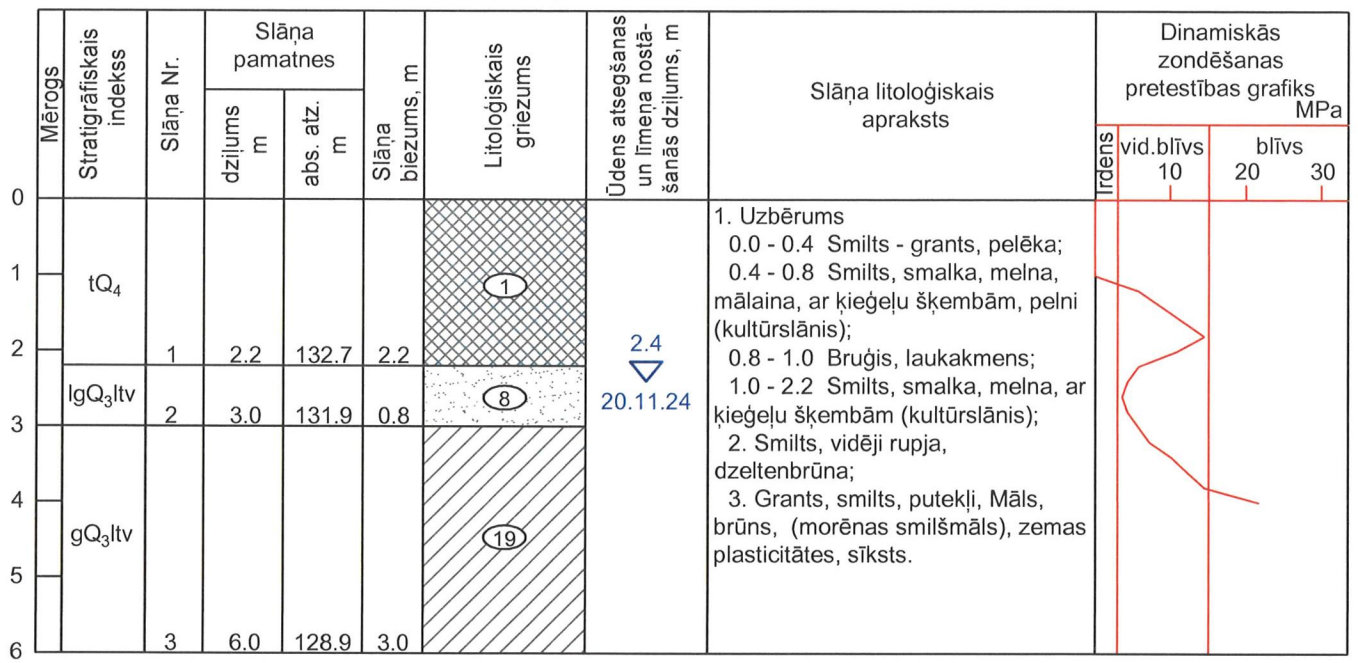 Mērogs
Stratigrāfiskais
indekss
Slāņa Nr.
Slāņa
pamatnes
dziļums
m
abs. atz.
m
Slāņa
biezums, m
Litoloģiskais
griezums
Ūdens atsegšanas
un līmeņa nostā-
šanās dziļums, m
Slāņa litoloģiskais
apraksts
Dinamiskās
zondēšanas
pretestības grafiks
MPa
Irdens
vid.blīvs
blīvs
10 20 30
0
1
2
3
4
5
6
tQ₄
1 2.2 132.7 2.2
1
lgQ₃ltv
2 3.0 131.9 0.8
8
gQ₃ltv
3 6.0 128.9 3.0
19
2.4
20.11.24
1. Uzbērums
0.0 - 0.4 Smilts - grants, pelēka;
0.4 - 0.8 Smilts, smalka, melna,
mālaina, ar ķieģeļu šķembām, pelni
(kultūrslānis);
0.8 - 1.0 Bruģis, laukakmens;
1.0 - 2.2 Smilts, smalka, melna, ar
ķieģeļu šķembām (kultūrslānis);
2. Smilts, vidēji rupja,
dzeltenbrūna;
3. Grants, smilts, putekļi, Māls,
brūns, (morēnas smilšmāls), zemas
plasticitātes, sīksts.